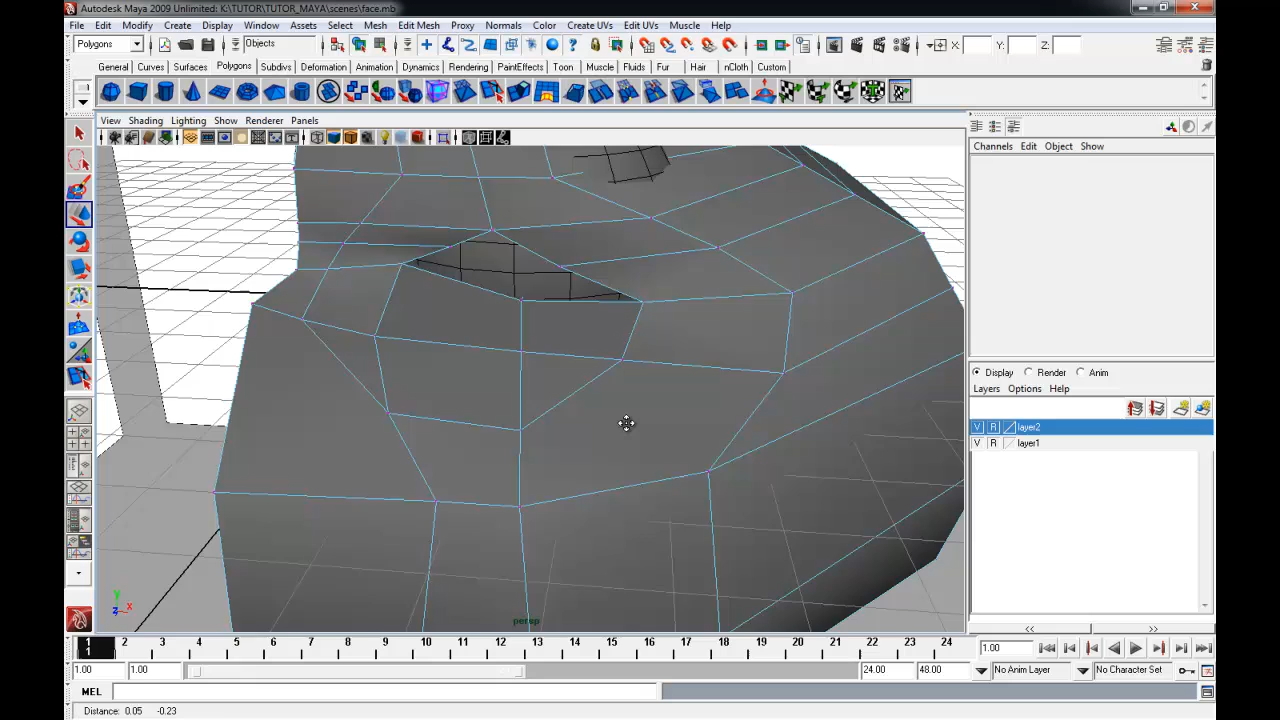 Autodesk Maya 2009 Unlimited: K:\TUTOR\TUTOR_MAYA\scenes\face.mb
File Edit Modify Create Display Window Assets Select Mesh Edit Mesh Proxy Normals Color Create UVs Edit UVs Muscle Help
Polygons Objects X: Y: Z:
General Curves Surfaces Polygons Subdivs Deformation Animation Dynamics Rendering PaintEffects Toon Muscle Fluids Fur Hair nCloth Custom
View Shading Lighting Show Renderer Panels
Channels Edit Object Show
Display Render Anim
Layers Options Help
V R layer2
V R layer1
y
z x
persp
1 2 3 4 5 6 7 8 9 10 11 12 13 14 15 16 17 18 19 20 21 22 23 24
1
1.00
1.00 1.00 24.00 48.00 No Anim Layer No Character Set
MEL
Distance: 0.05 -0.23